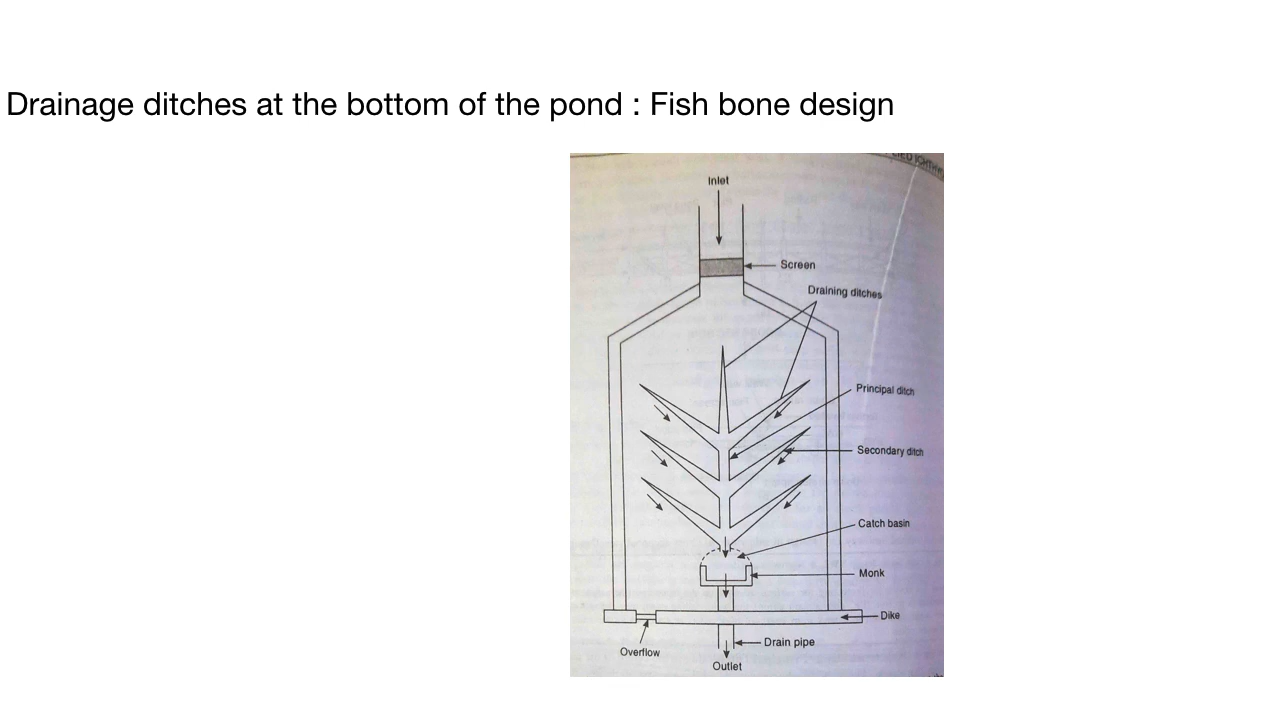 Drainage ditches at the bottom of the pond : Fish bone design
Inlet
Screen
Draining ditches
Principal ditch
Secondary ditch
Catch basin
Monk
Dike
Drain pipe
Overflow
Outlet